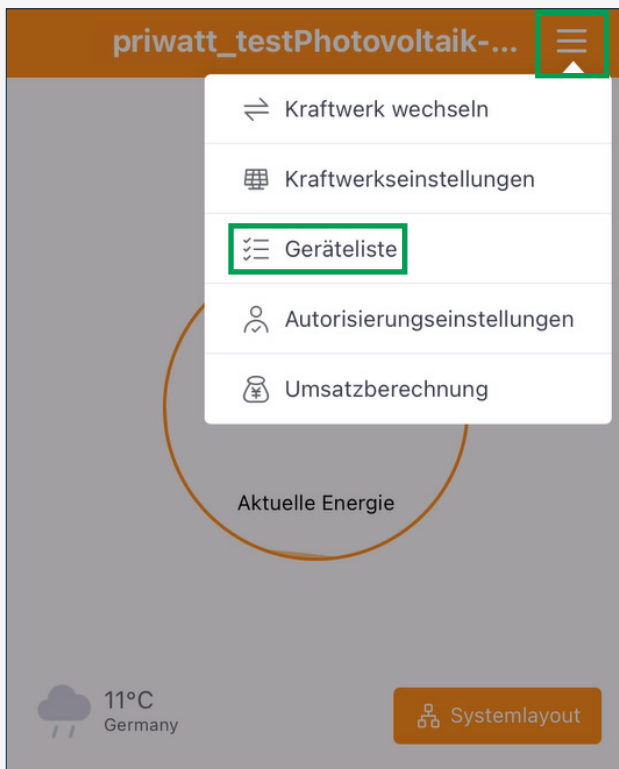 priwatt_testPhotovoltaik-...
Kraftwerk wechseln
Kraftwerkseinstellungen
Geräteliste
Autorisierungseinstellungen
Umsatzberechnung
Aktuelle Energie
11°C
Germany
Systemlayout